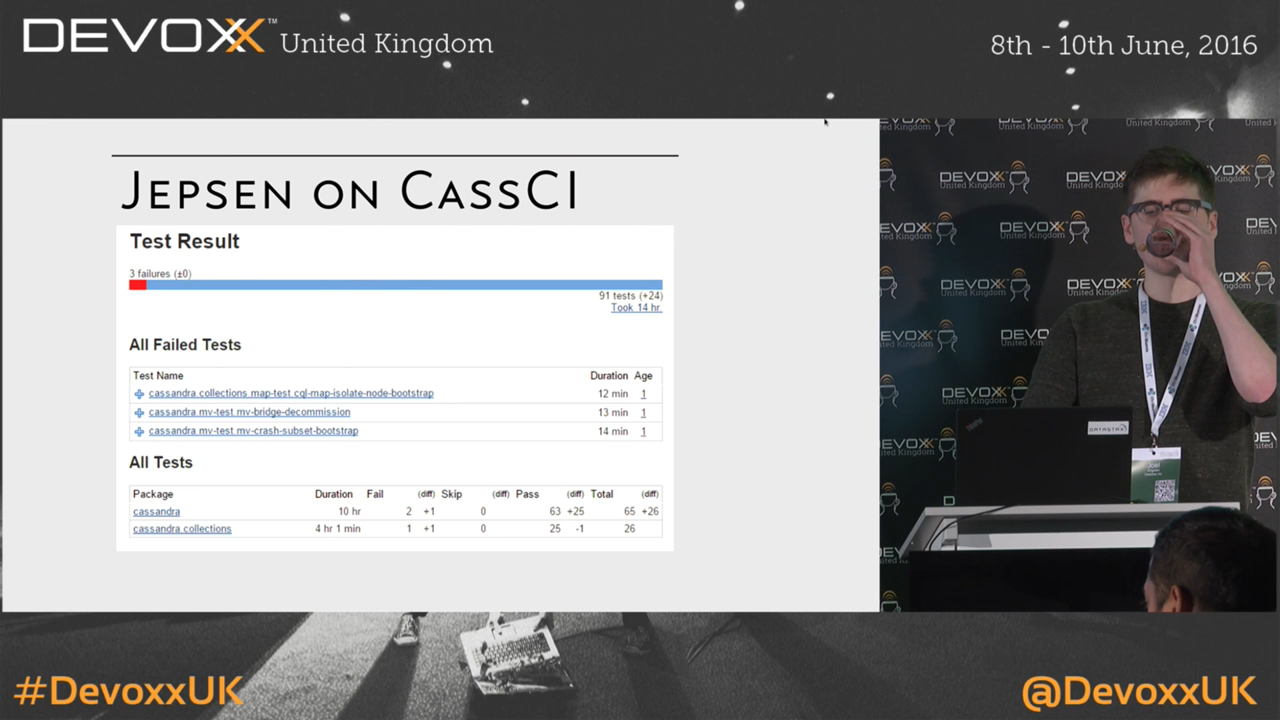 DEVOXX™ United Kingdom
8th - 10th June, 2016
JEPSEN ON CASSCI
Test Result
3 failures (±0)
91 tests (+24)
Took 14 hr.
All Failed Tests
Test Name Duration Age
cassandra.collections.map-test.cql-map-isolate-node-bootstrap 12 min 1
cassandra.mv-test.mv-bridge-decommission 13 min 1
cassandra.mv-test.mv-crash-subset-bootstrap 14 min 1
All Tests
Package Duration Fail (diff) Skip (diff) Pass (diff) Total (diff)
cassandra 10 hr 2 +1 0 63 +25 65 +26
cassandra.collections 4 hr 1 min 1 +1 0 25 -1 26
DEVOXX
United Kingdom
DATASTAX
Joel
#DevoxxUK
@DevoxxUK